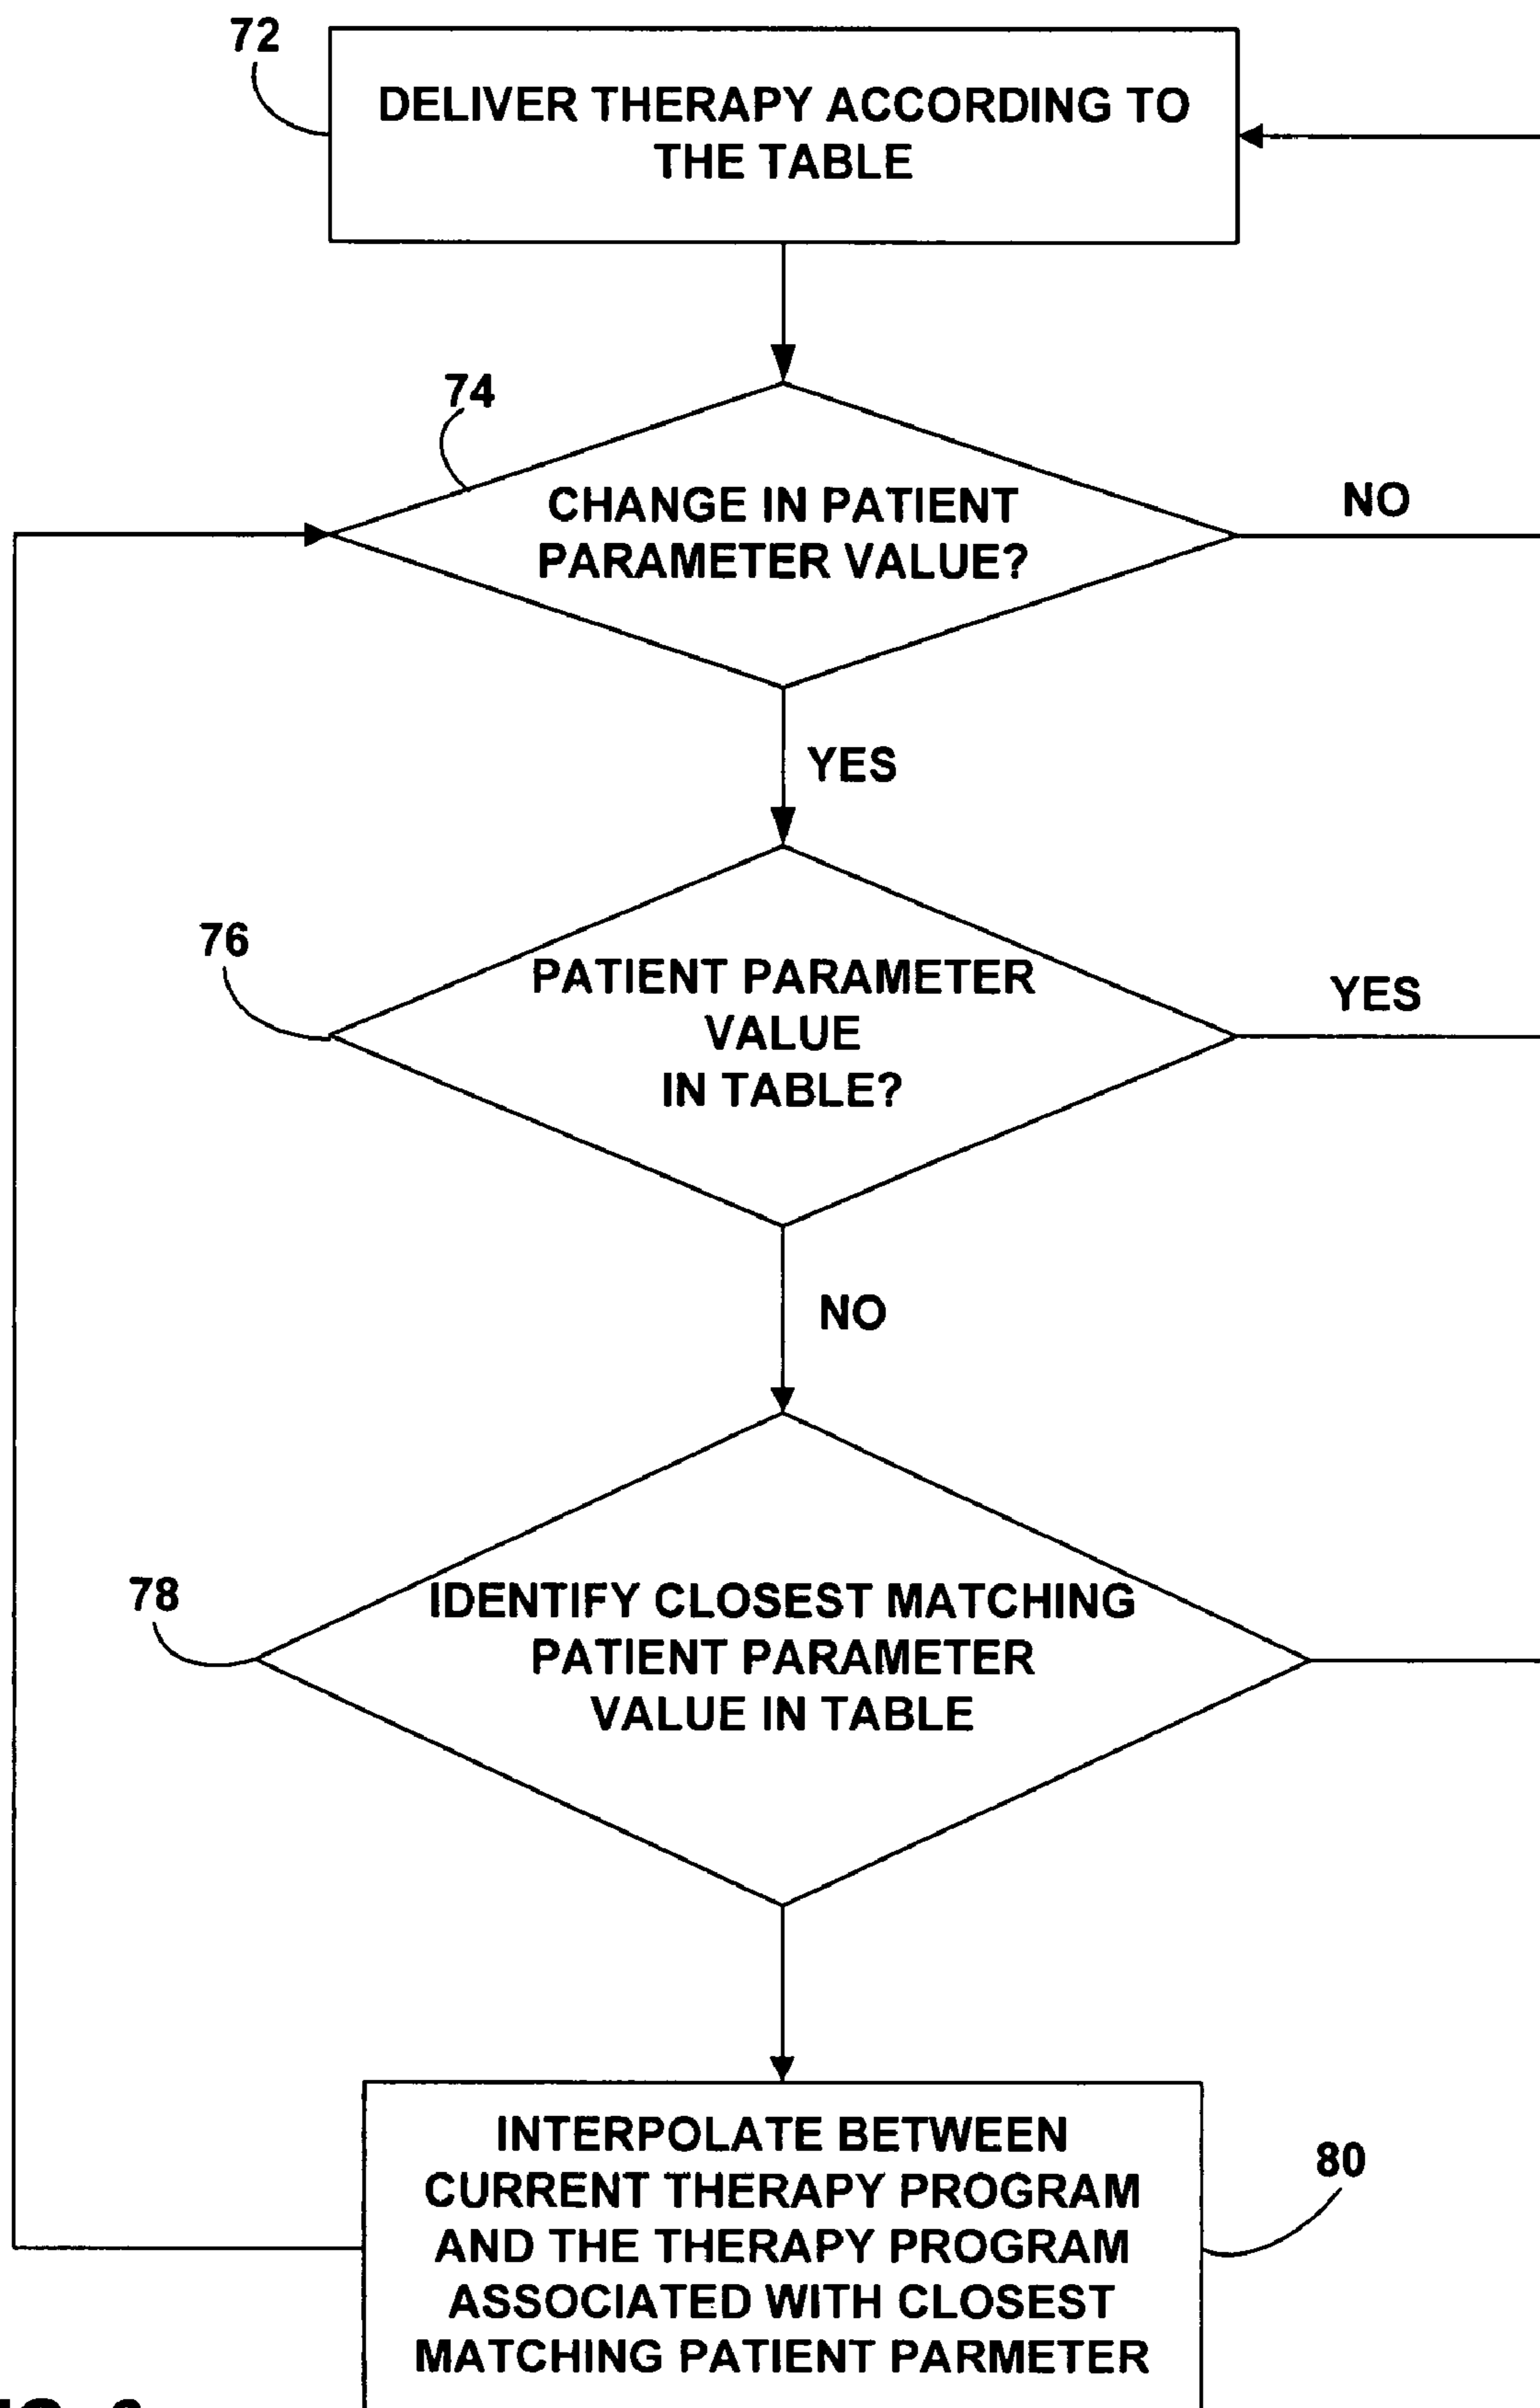 72
DELIVER THERAPY ACCORDING TO
THE TABLE
74
CHANGE IN PATIENT
PARAMETER VALUE?
NO
YES
76
PATIENT PARAMETER
VALUE
IN TABLE?
YES
NO
78
IDENTIFY CLOSEST MATCHING
PATIENT PARAMETER
VALUE IN TABLE
INTERPOLATE BETWEEN
CURRENT THERAPY PROGRAM
AND THE THERAPY PROGRAM
ASSOCIATED WITH CLOSEST
MATCHING PATIENT PARMETER
80